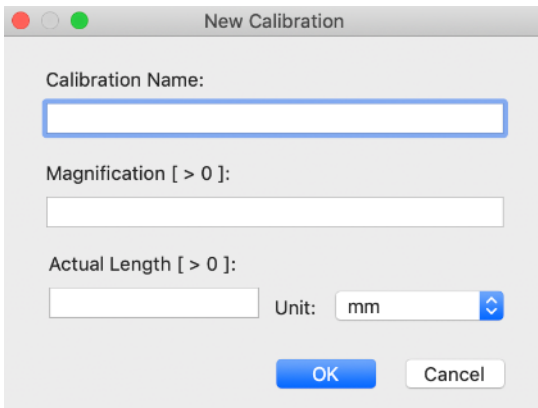 New Calibration
Calibration Name:
Magnification [ > 0 ]:
Actual Length [ > 0 ]:
Unit: mm
OK Cancel